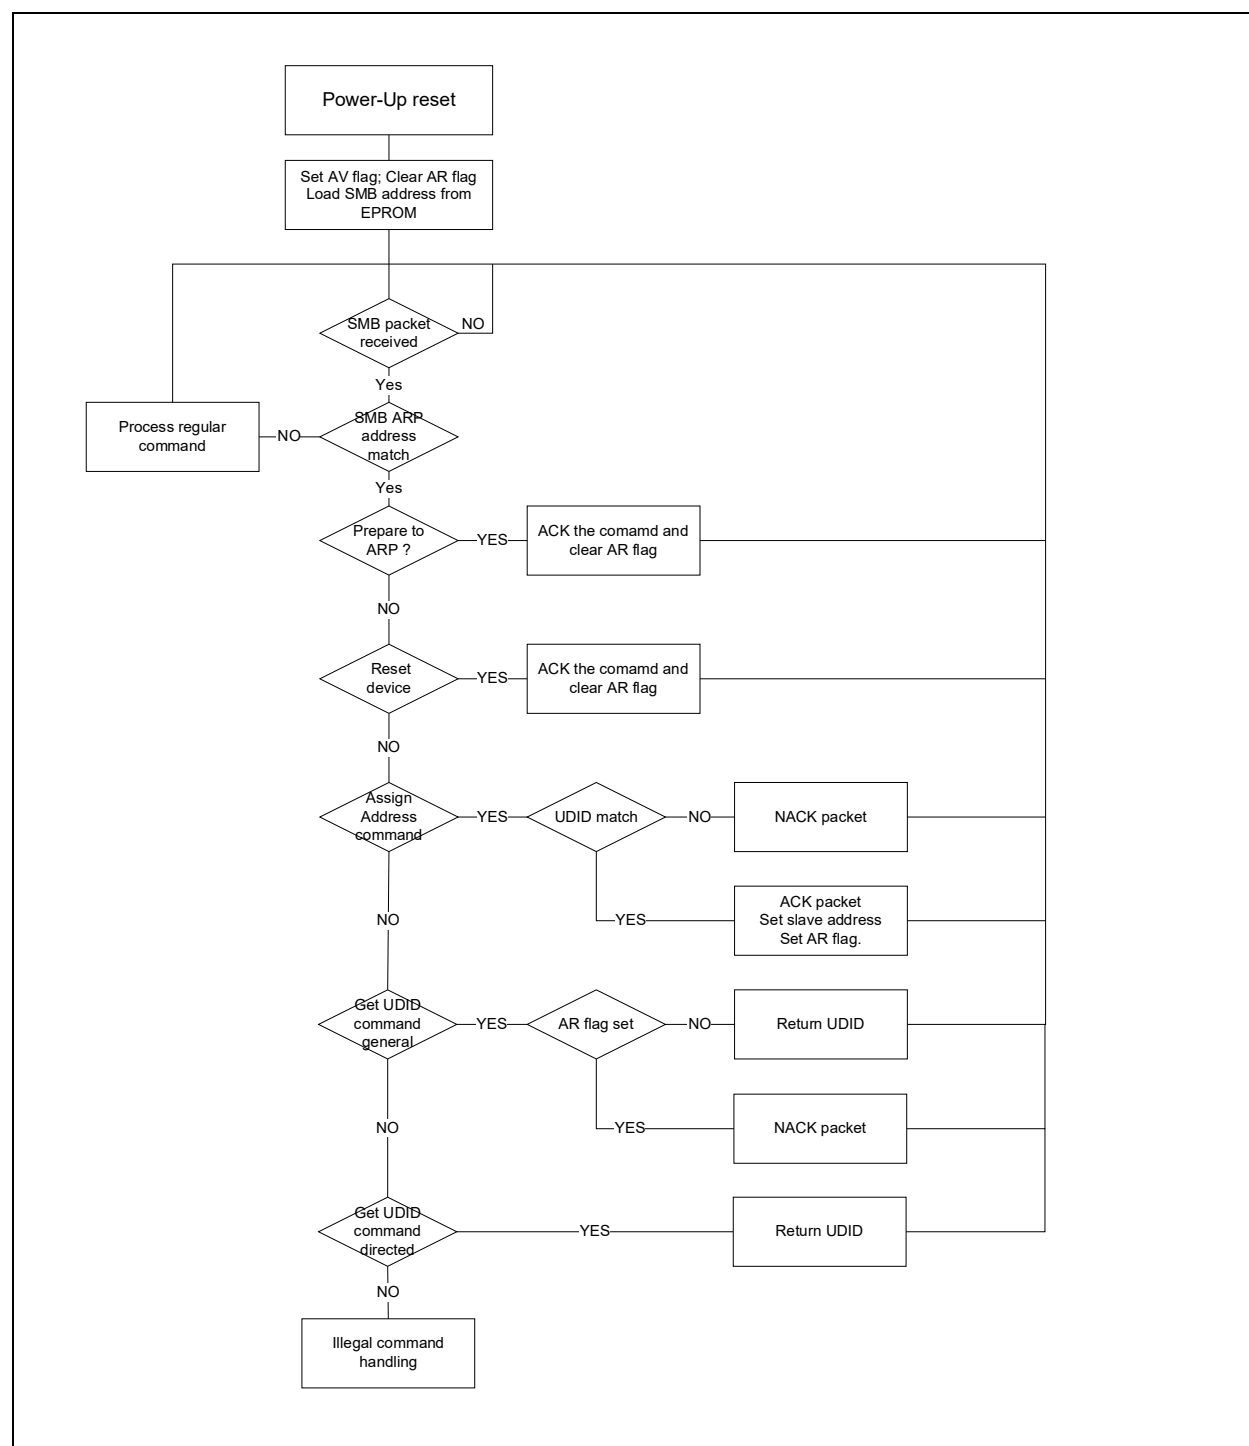 Power-Up reset
Set AV flag; Clear AR flag
Load SMB address from
EPROM
SMB packet
received
NO
Yes
SMB ARP
address
match
NO
Process regular
command
Yes
Prepare to
ARP ?
YES
ACK the comamd and
clear AR flag
NO
Reset
device
YES
ACK the comamd and
clear AR flag
NO
Assign
Address
command
YES
UDID match
NO
NACK packet
YES
ACK packet
Set slave address
Set AR flag.
NO
Get UDID
command
general
YES
AR flag set
NO
Return UDID
YES
NACK packet
NO
Get UDID
command
directed
YES
Return UDID
NO
Illegal command
handling